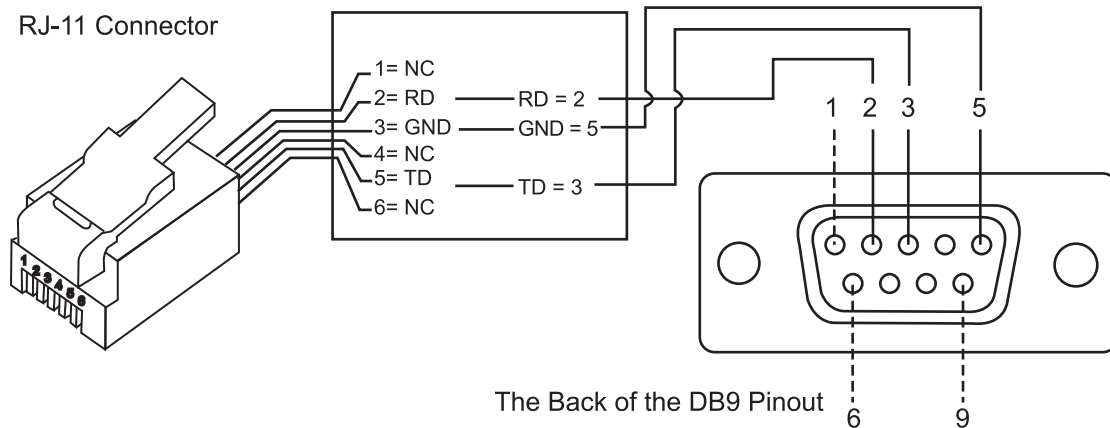 RJ-11 Connector
1= NC
2= RD
3= GND
4= NC
5= TD
6= NC
RD = 2
GND = 5
TD = 3
1 2 3 5
1 2 3 4 5 6
The Back of the DB9 Pinout
6 9